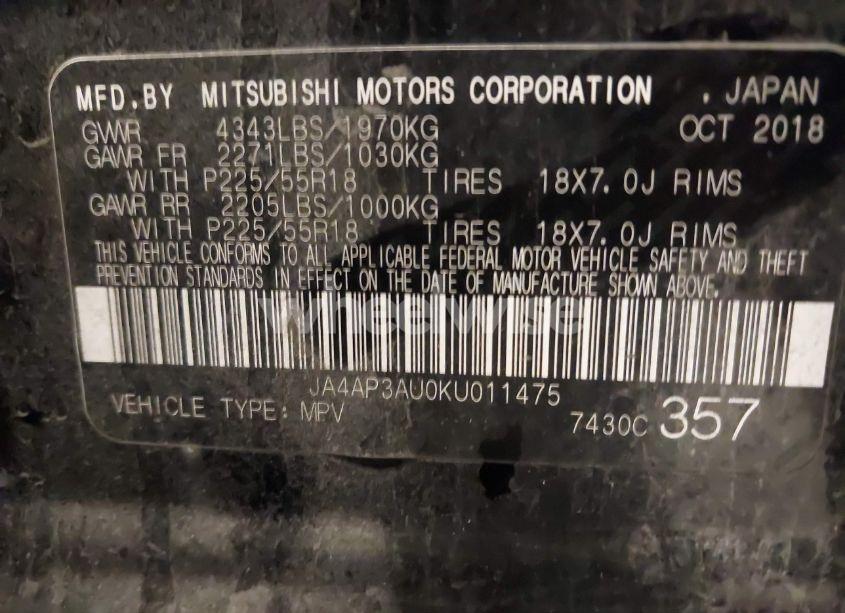 MFD.BY MITSUBISHI MOTORS CORPORATION . JAPAN
GVWR 4343LBS/1970KG OCT 2018
GAWR FR 2271LBS/1030KG
WITH P225/55R18 TIRES 18X7.0J RIMS
GAWR RR 2205LBS/1000KG
WITH P225/55R18 TIRES 18X7.0J RIMS
THIS VEHICLE CONFORMS TO ALL APPLICABLE FEDERAL MOTOR VEHICLE SAFETY AND THEFT
PREVENTION STANDARDS IN EFFECT ON THE DATE OF MANUFACTURE SHOWN ABOVE.
wheelwise
JA4AP3AU0KU011475
VEHICLE TYPE: MPV 7430C 357